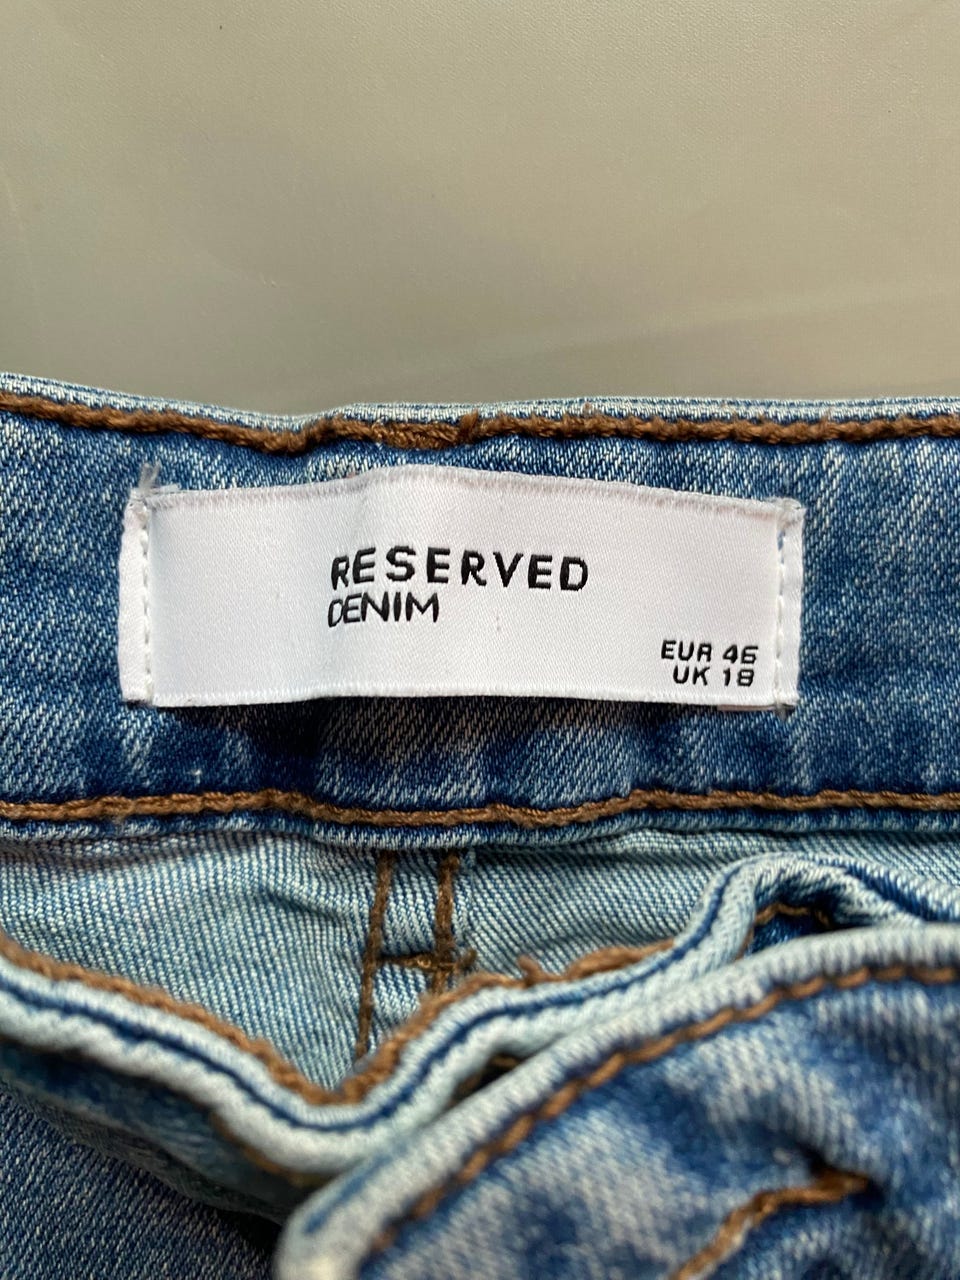 RESERVED
DENIM
EUR 46
UK 18